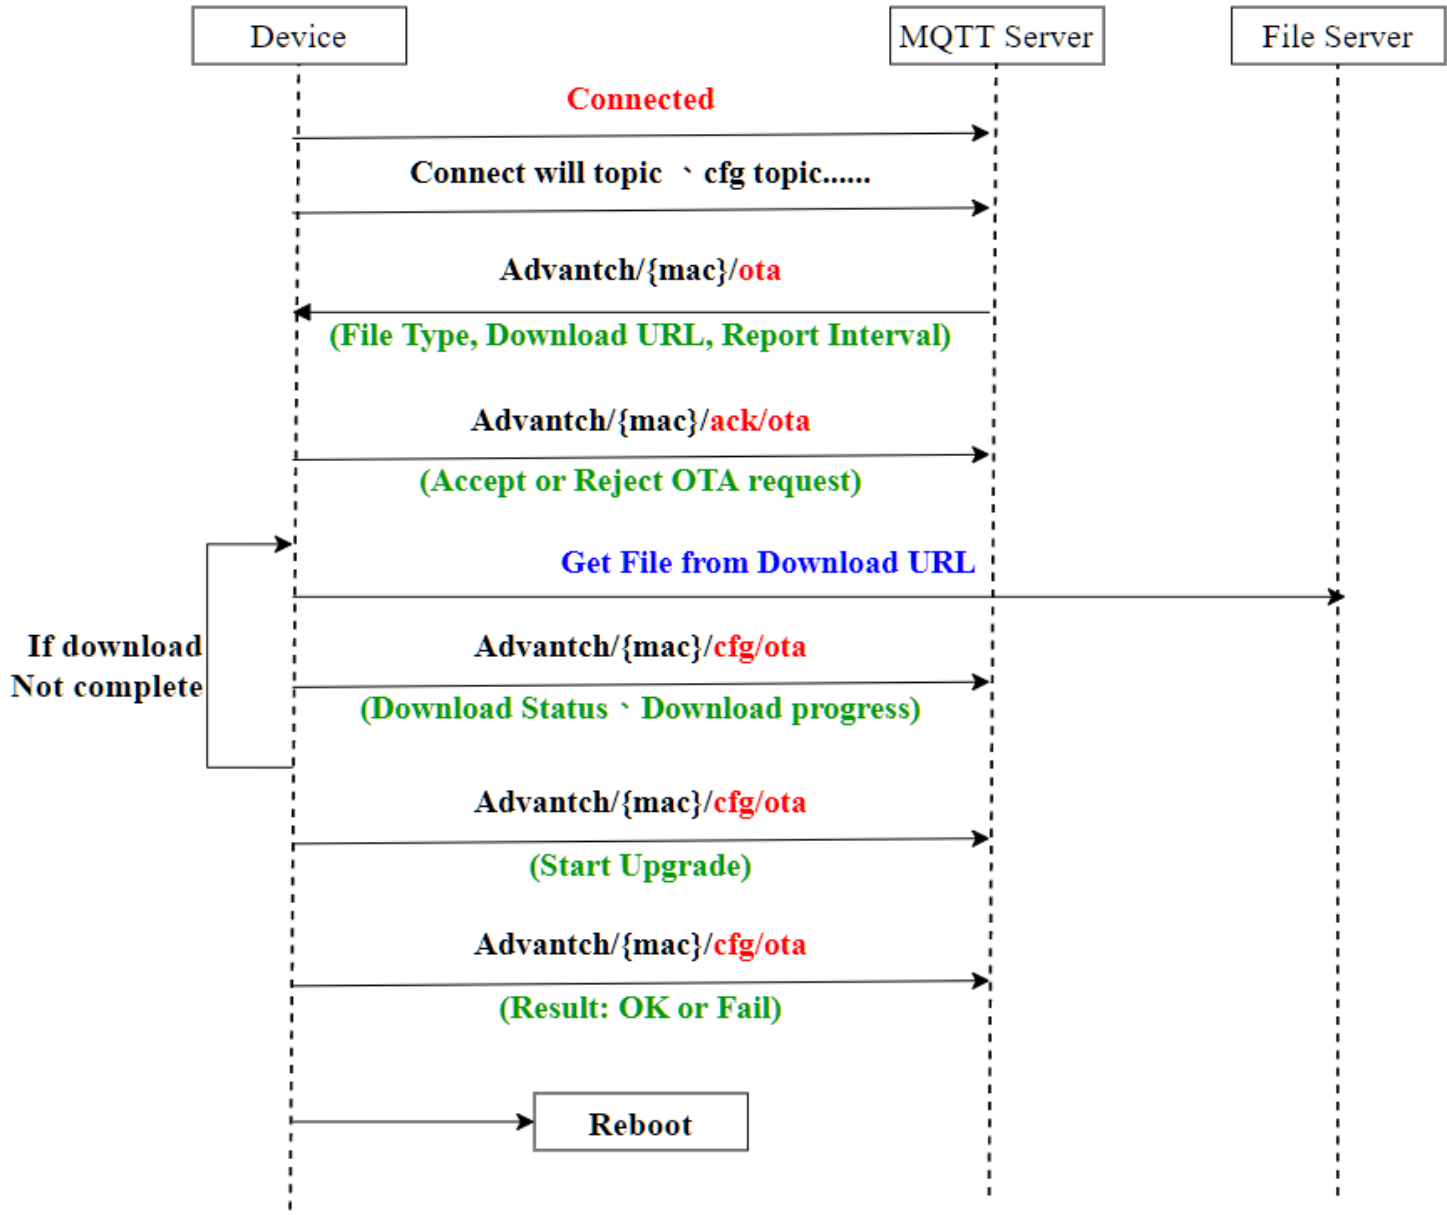 Device
MQTT Server
File Server
Connected
Connect will topic 、cfg topic......
Advantch/{mac}/ota
(File Type, Download URL, Report Interval)
Advantch/{mac}/ack/ota
(Accept or Reject OTA request)
Get File from Download URL
If download
Not complete
Advantch/{mac}/cfg/ota
(Download Status、Download progress)
Advantch/{mac}/cfg/ota
(Start Upgrade)
Advantch/{mac}/cfg/ota
(Result: OK or Fail)
Reboot